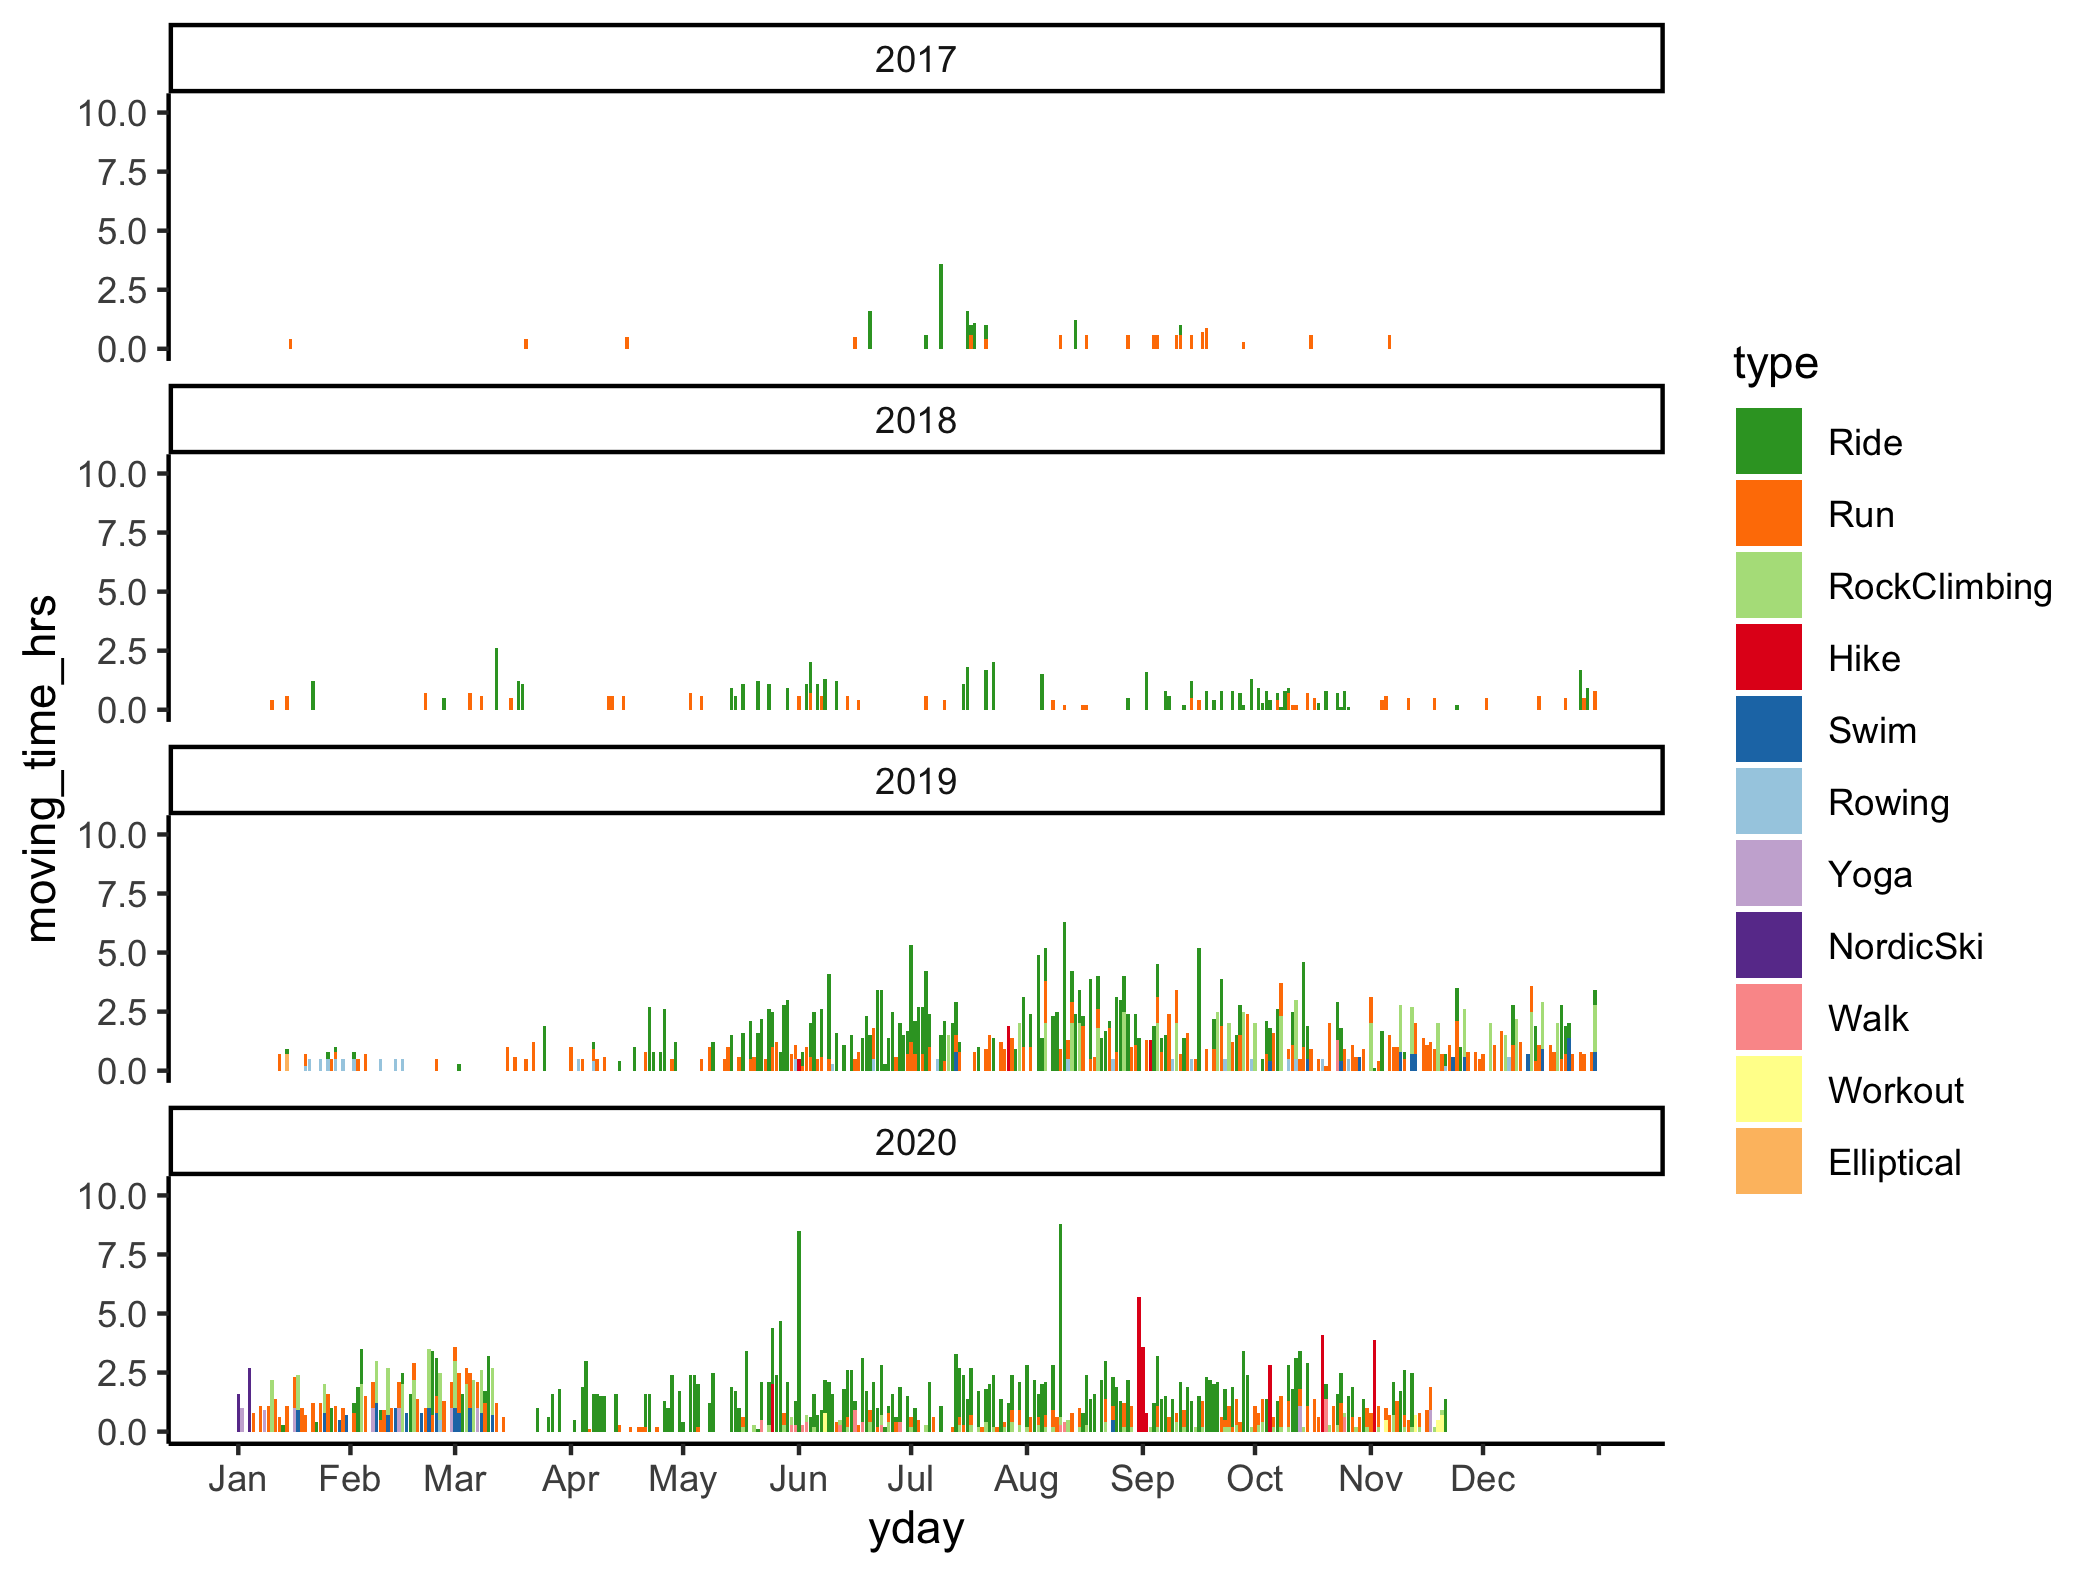 2017
10.0
7.5
5.0
2.5
0.0
2018
10.0
7.5
5.0
2.5
0.0
2019
10.0
7.5
5.0
2.5
0.0
2020
10.0
7.5
5.0
2.5
0.0
Jan Feb Mar Apr May Jun Jul Aug Sep Oct Nov Dec
yday
moving_time_hrs
type
Ride
Run
RockClimbing
Hike
Swim
Rowing
Yoga
NordicSki
Walk
Workout
Elliptical